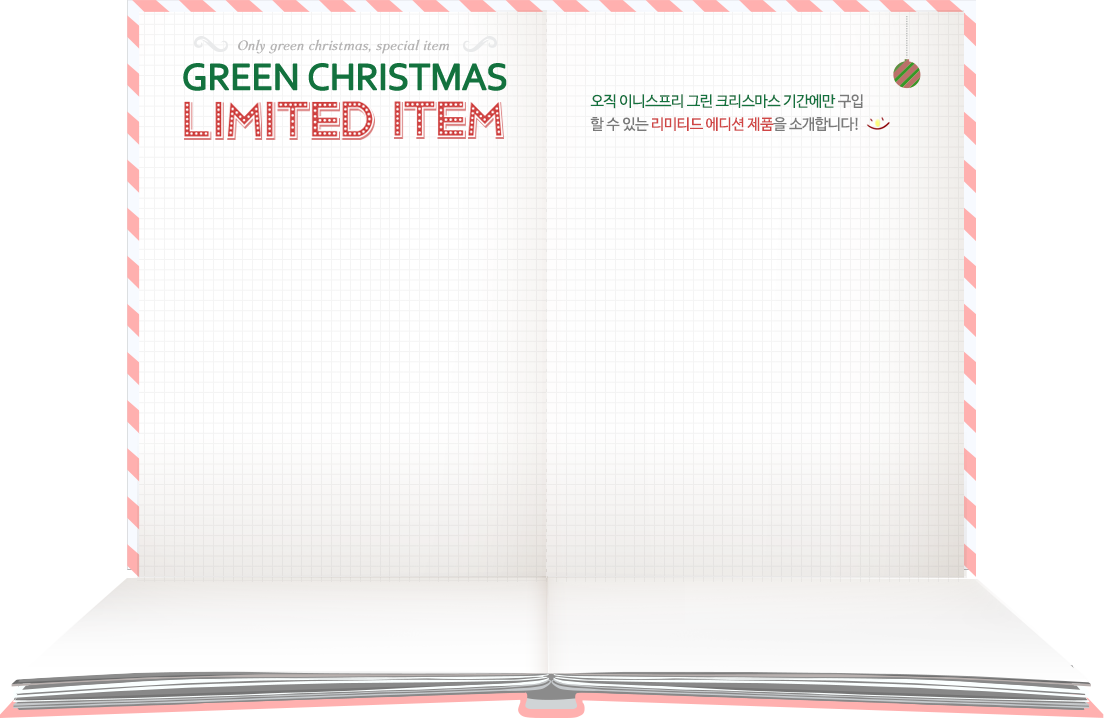 Only green christmas, special item
GREEN CHRISTMAS
LIMITED ITEM
오직 이니스프리 그린 크리스마스 기간에만 구입
할 수 있는 리미티드 에디션 제품을 소개합니다!